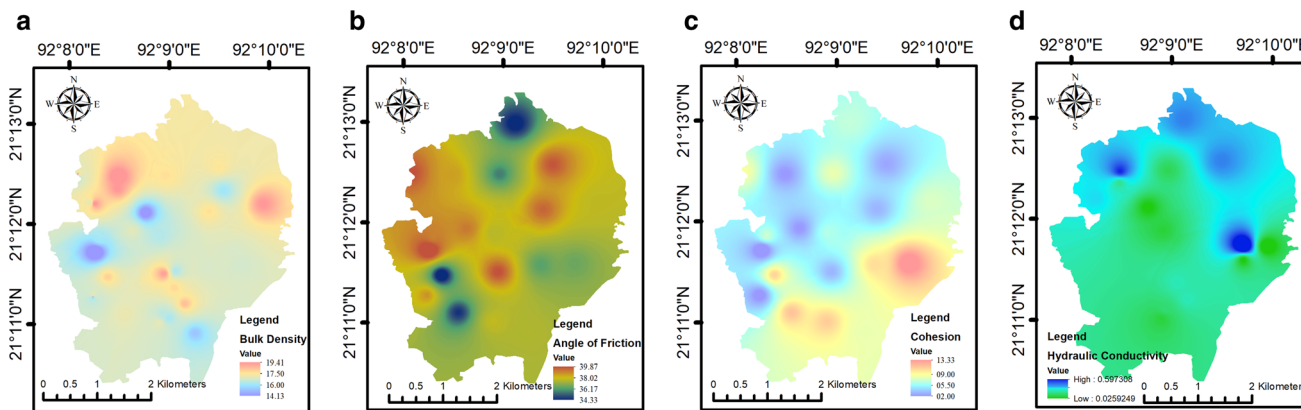 a
92°8'0"E 92°9'0"E 92°10'0"E
21°13'0"N
21°12'0"N
21°11'0"N
N
W E
S
Legend
Bulk Density
Value
19.41
17.50
16.00
14.13
0 0.5 1 2 Kilometers
b
92°8'0"E 92°9'0"E 92°10'0"E
21°13'0"N
21°12'0"N
21°11'0"N
N
W E
S
Legend
Angle of Friction
Value
39.87
38.02
36.17
34.33
0 0.5 1 2 Kilometers
c
92°8'0"E 92°9'0"E 92°10'0"E
21°13'0"N
21°12'0"N
21°11'0"N
N
W E
S
Legend
Cohesion
Value
13.33
09.00
05.50
02.00
0 0.5 1 2 Kilometers
d
92°8'0"E 92°9'0"E 92°10'0"E
21°13'0"N
21°12'0"N
21°11'0"N
N
W E
S
Legend
Hydraulic Conductivity
Value
High : 0.597308
Low : 0.0259249
0 0.5 1 2 Kilometer